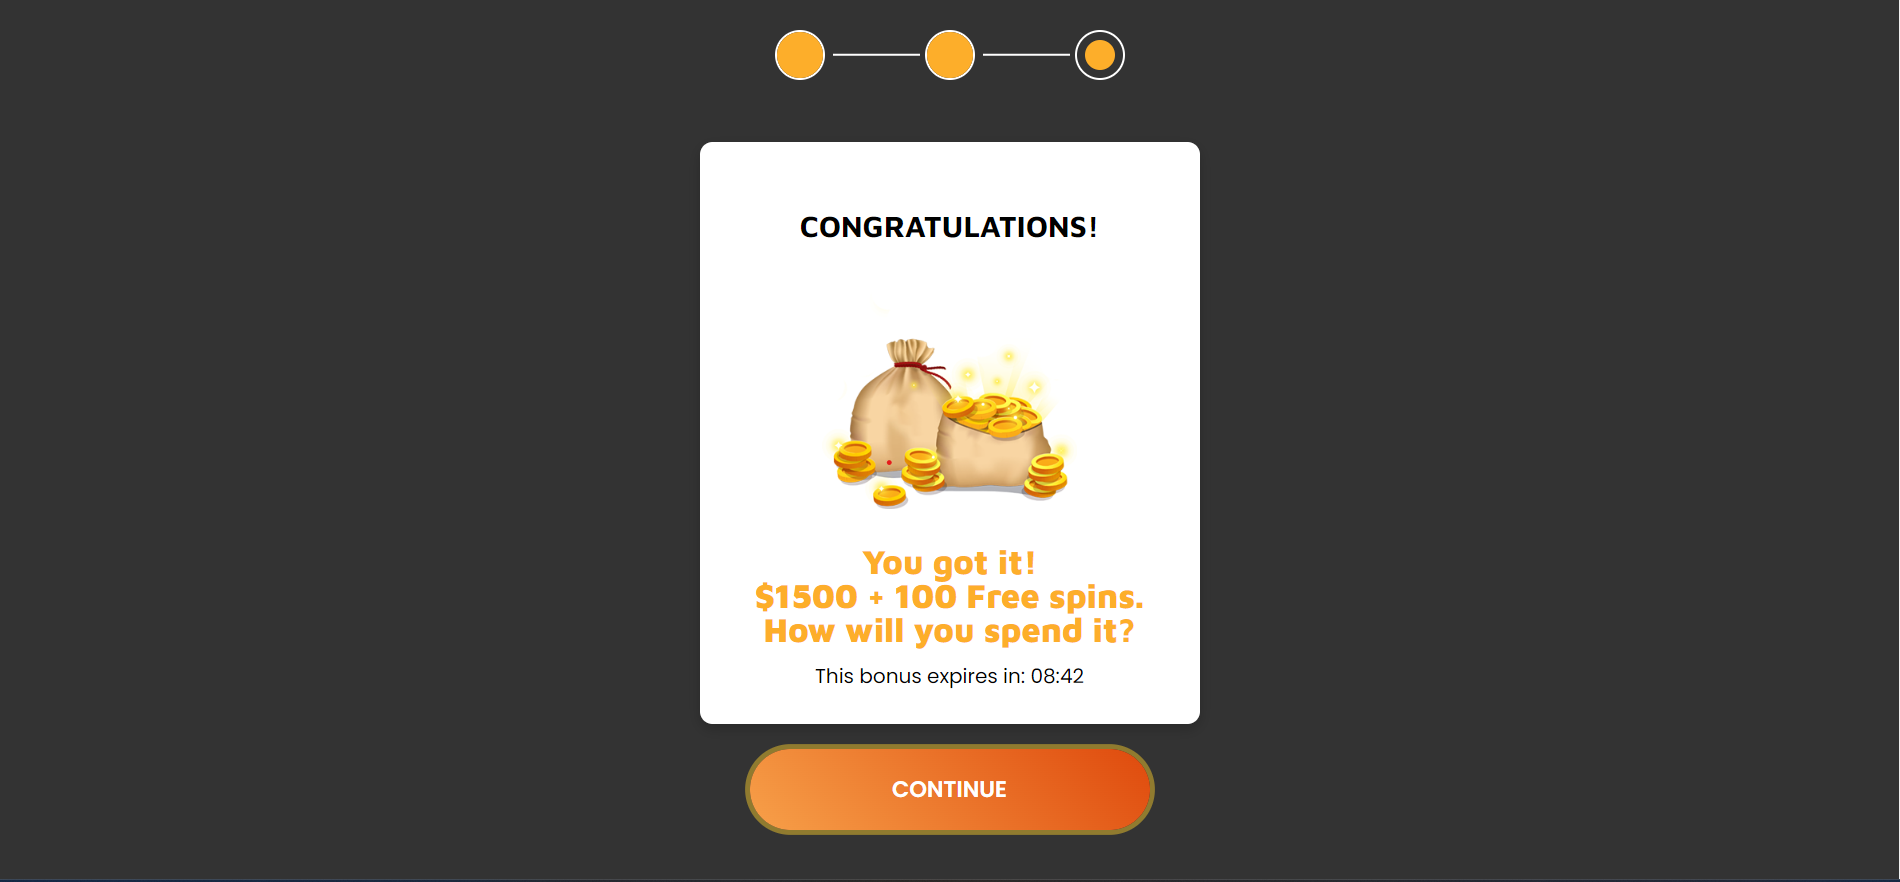 CONGRATULATIONS!
You got it!
$1500 + 100 Free spins.
How will you spend it?
This bonus expires in: 08:42
CONTINUE